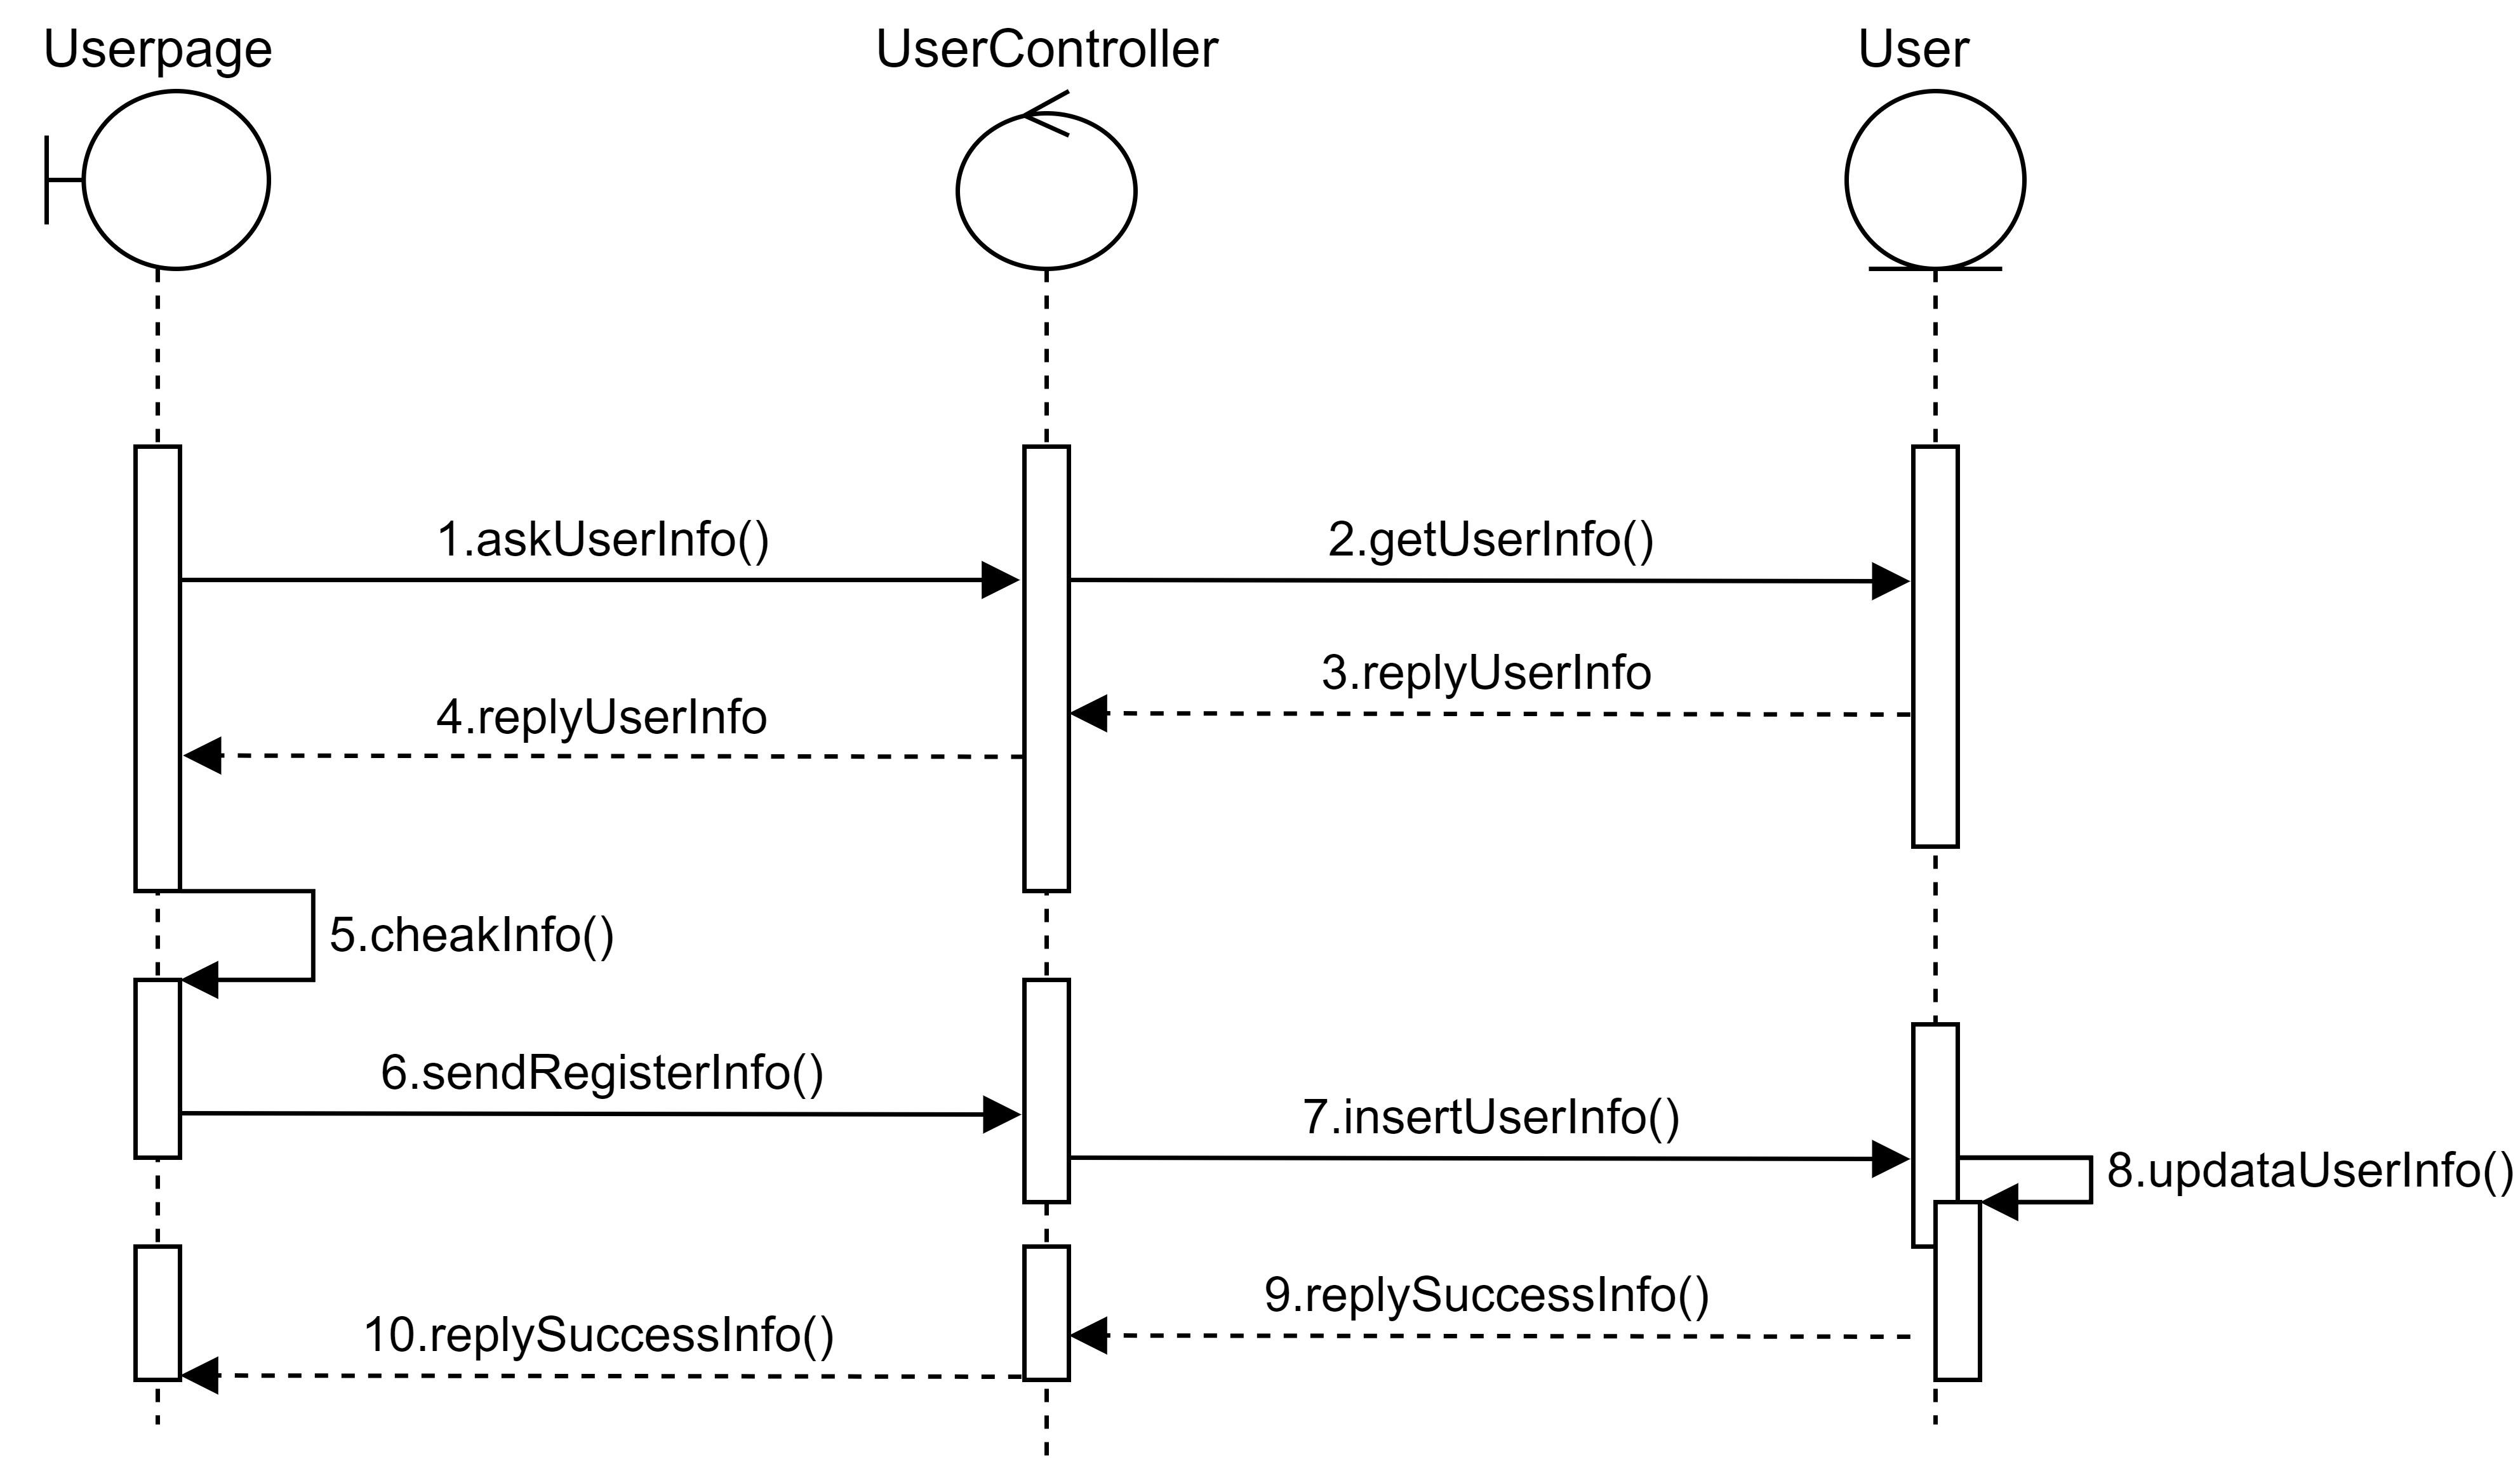 Userpage
UserController
User
1.askUserInfo()
2.getUserInfo()
3.replyUserInfo
4.replyUserInfo
5.cheakInfo()
6.sendRegisterInfo()
7.insertUserInfo()
8.updataUserInfo()
9.replySuccessInfo()
10.replySuccessInfo()